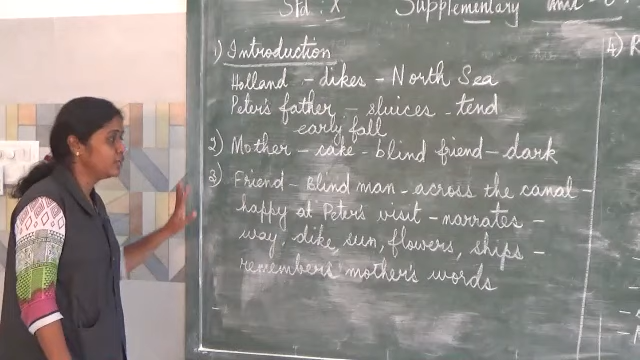 Std : X Supplementary Unit -
1) Introduction
Holland - dikes - North Sea
Peter's father - sluices - tend
early fall
2) Mother - cake - blind friend - dark
3) Friend - blind man - across the canal -
happy at Peter's visit - narrates -
way, dike, sun, flowers, ships -
remembers mother's words
4)